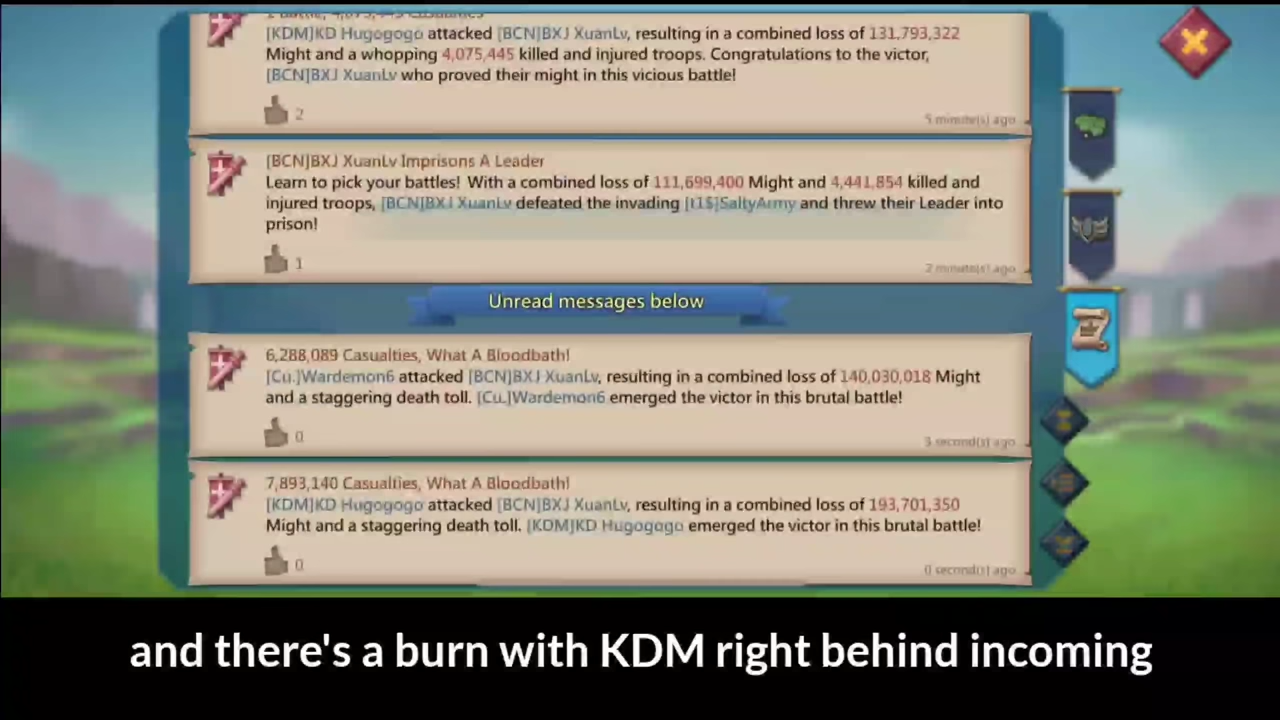 1 Battle, 4,075,445 Casualties
[KDM]KD Hugogogo attacked [BCN]BXJ XuanLv, resulting in a combined loss of 131,793,322
Might and a whopping 4,075,445 killed and injured troops. Congratulations to the victor,
[BCN]BXJ XuanLv who proved their might in this vicious battle!
2
5 minute(s) ago
[BCN]BXJ XuanLv Imprisons A Leader
Learn to pick your battles! With a combined loss of 111,699,400 Might and 4,441,854 killed and
injured troops, [BCN]BXJ XuanLv defeated the invading [t1$]SaltyArmy and threw their Leader into
prison!
1
2 minute(s) ago
Unread messages below
6,288,089 Casualties, What A Bloodbath!
[Cu.]Wardemon6 attacked [BCN]BXJ XuanLv, resulting in a combined loss of 140,030,018 Might
and a staggering death toll. [Cu.]Wardemon6 emerged the victor in this brutal battle!
0
3 second(s) ago
7,893,140 Casualties, What A Bloodbath!
[KDM]KD Hugogogo attacked [BCN]BXJ XuanLv, resulting in a combined loss of 193,701,350
Might and a staggering death toll. [KDM]KD Hugogogo emerged the victor in this brutal battle!
0
0 second(s) ago
and there's a burn with KDM right behind incoming